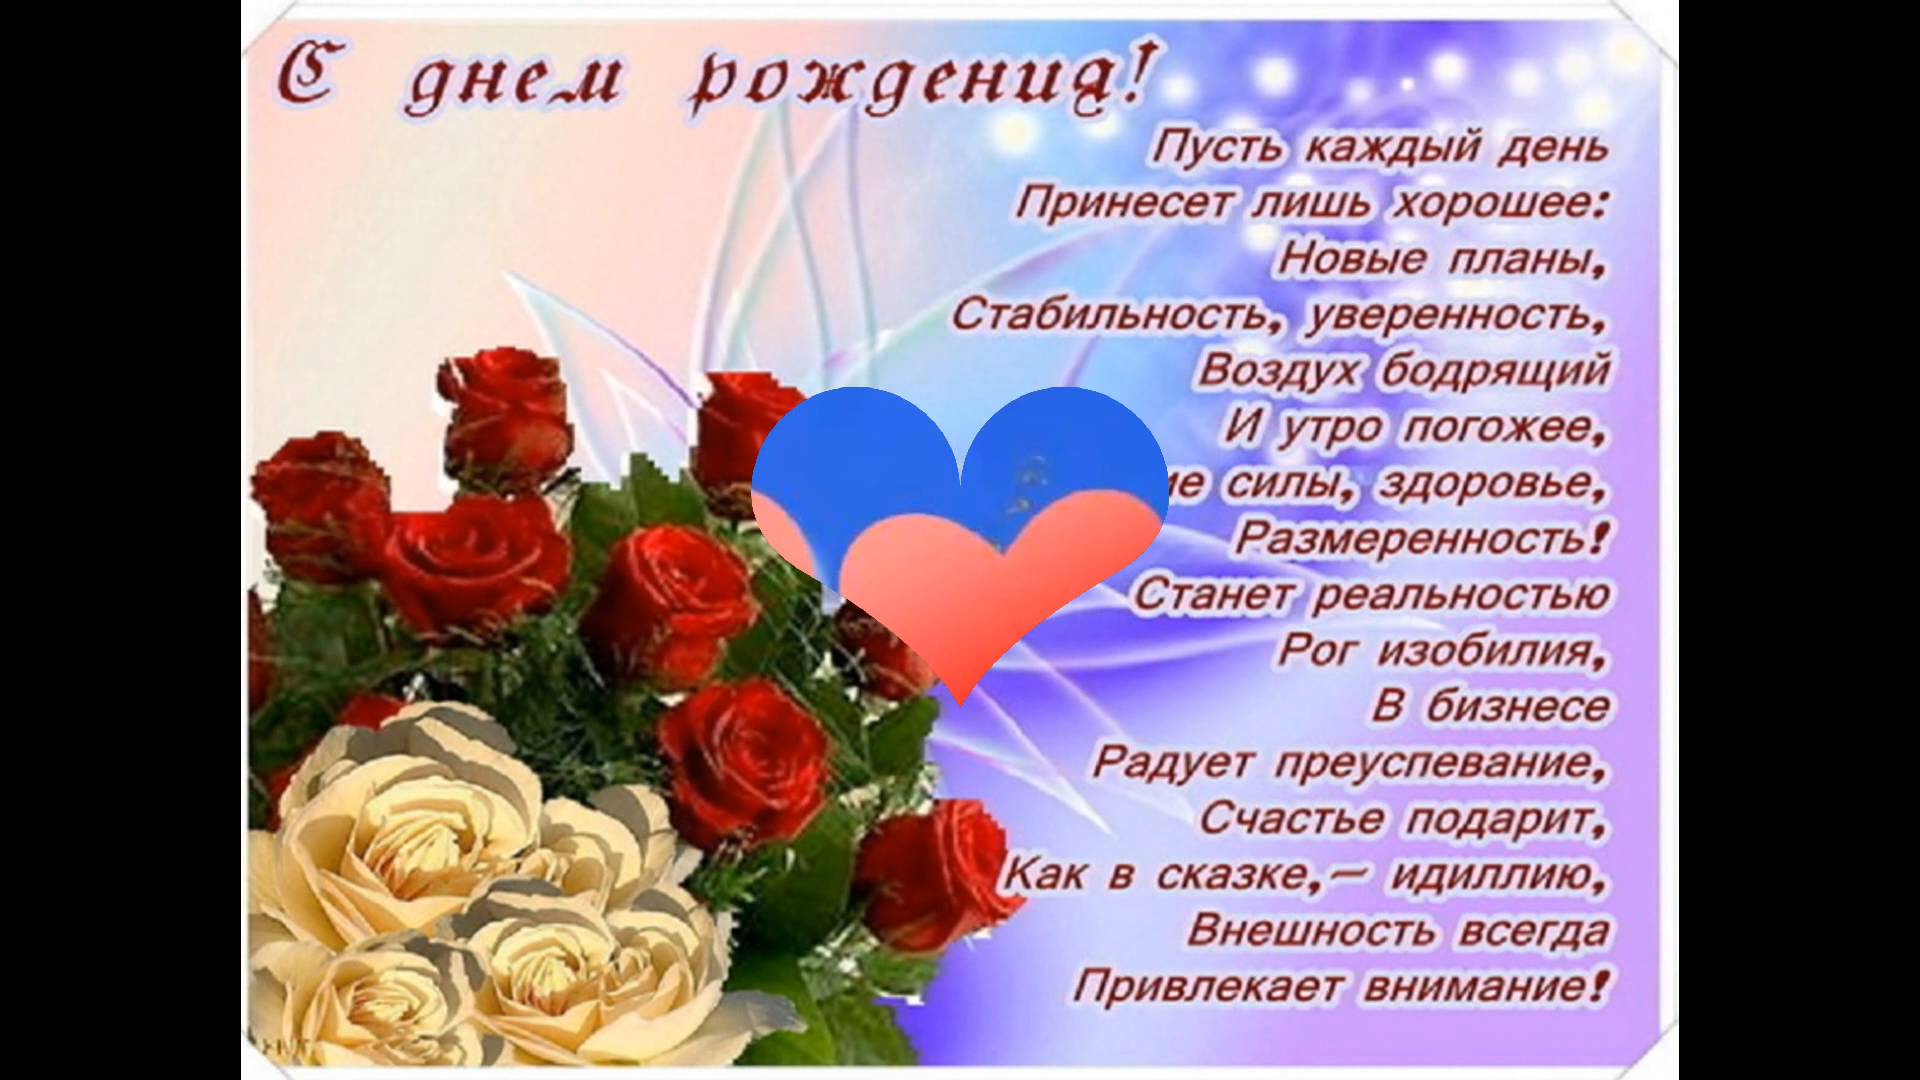 С днем рождения!
Пусть каждый день
Принесет лишь хорошее:
Новые планы,
Стабильность, уверенность,
Воздух бодрящий
И утро погожее,
силы, здоровье,
Размеренность!
Станет реальностью
Рог изобилия,
В бизнесе
Радует преуспевание,
Счастье подарит,
Как в сказке,— идиллию,
Внешность всегда
Привлекает внимание!